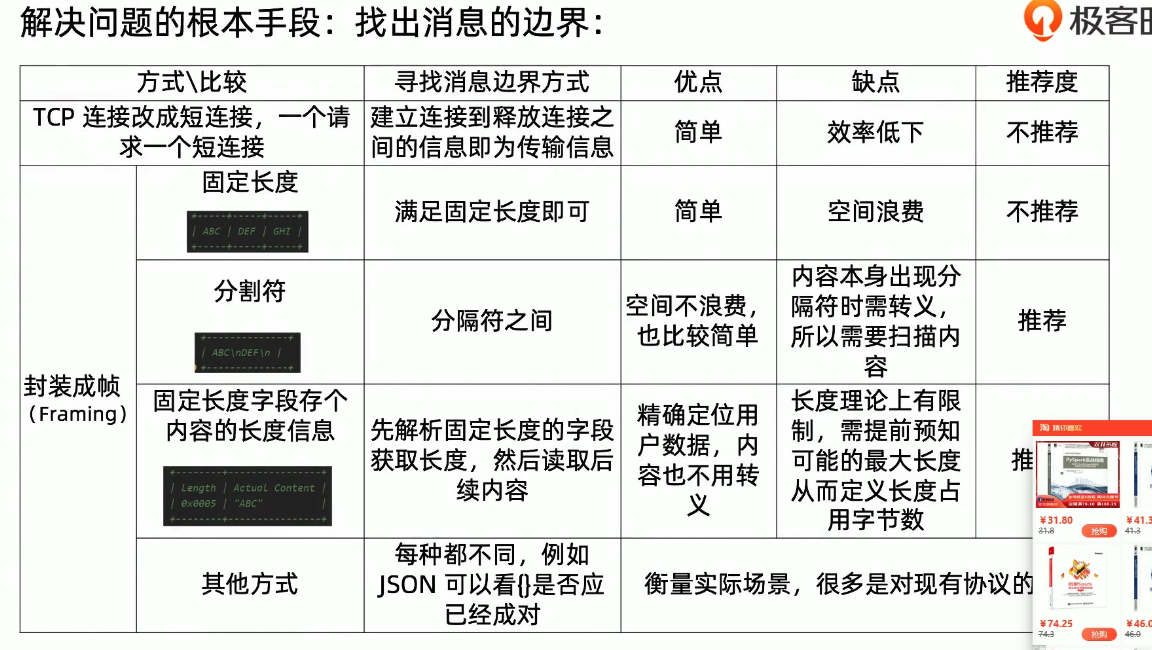 解决问题的根本手段：找出消息的边界：
极客
方式\比较
寻找消息边界方式
优点
缺点
推荐度
TCP 连接改成短连接，一个请
求一个短连接
建立连接到释放连接之
间的信息即为传输信息
简单
效率低下
不推荐
封装成帧
（Framing）
固定长度
+-----+-----+-----+
| ABC | DEF | GHI |
+-----+-----+-----+
满足固定长度即可
简单
空间浪费
不推荐
分割符
+--------------+
| ABC\nDEF\n |
+--------------+
分隔符之间
空间不浪费，
也比较简单
内容本身出现分
隔符时需转义，
所以需要扫描内
容
推荐
固定长度字段存个
内容的长度信息
| Length | Actual Content |
| 0x0005 | "ABC" |
先解析固定长度的字段
获取长度，然后读取后
续内容
精确定位用
户数据，内
容也不用转
义
长度理论上有限
制，需提前预知
可能的最大长度
从而定义长度占
用字节数
推
其他方式
每种都不同，例如
JSON 可以看{}是否应
已经成对
衡量实际场景，很多是对现有协议的
淘 猜你喜欢
￥31.80
31.8
抢购
￥41.3
41.3
￥74.25
74.3
抢购
￥46.0
46.0